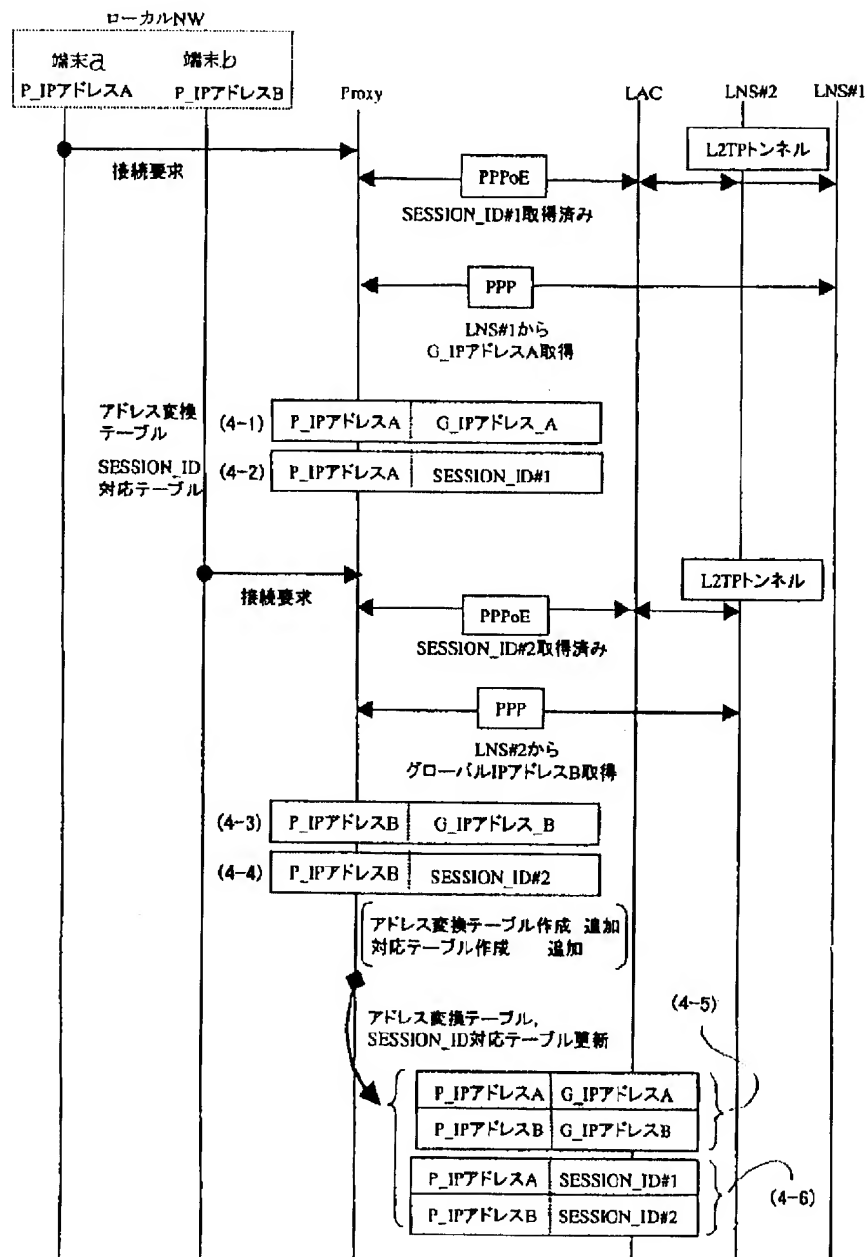 ローカルNW
端末a 端末b
P_IPアドレスA P_IPアドレスB Proxy LAC LNS#2 LNS#1
L2TPトンネル
接続要求
PPPoE
SESSION_ID#1取得済み
PPP
LNS#1から
G_IPアドレスA取得
アドレス変換
テーブル
(4-1) P_IPアドレスA G_IPアドレス_A
SESSION_ID
対応テーブル
(4-2) P_IPアドレスA SESSION_ID#1
L2TPトンネル
接続要求
PPPoE
SESSION_ID#2取得済み
PPP
LNS#2から
グローバルIPアドレスB取得
(4-3) P_IPアドレスB G_IPアドレス_B
(4-4) P_IPアドレスB SESSION_ID#2
アドレス変換テーブル作成 追加
対応テーブル作成 追加
(4-5)
アドレス変換テーブル,
SESSION_ID対応テーブル更新
P_IPアドレスA G_IPアドレスA
P_IPアドレスB G_IPアドレスB
P_IPアドレスA SESSION_ID#1
P_IPアドレスB SESSION_ID#2
(4-6)